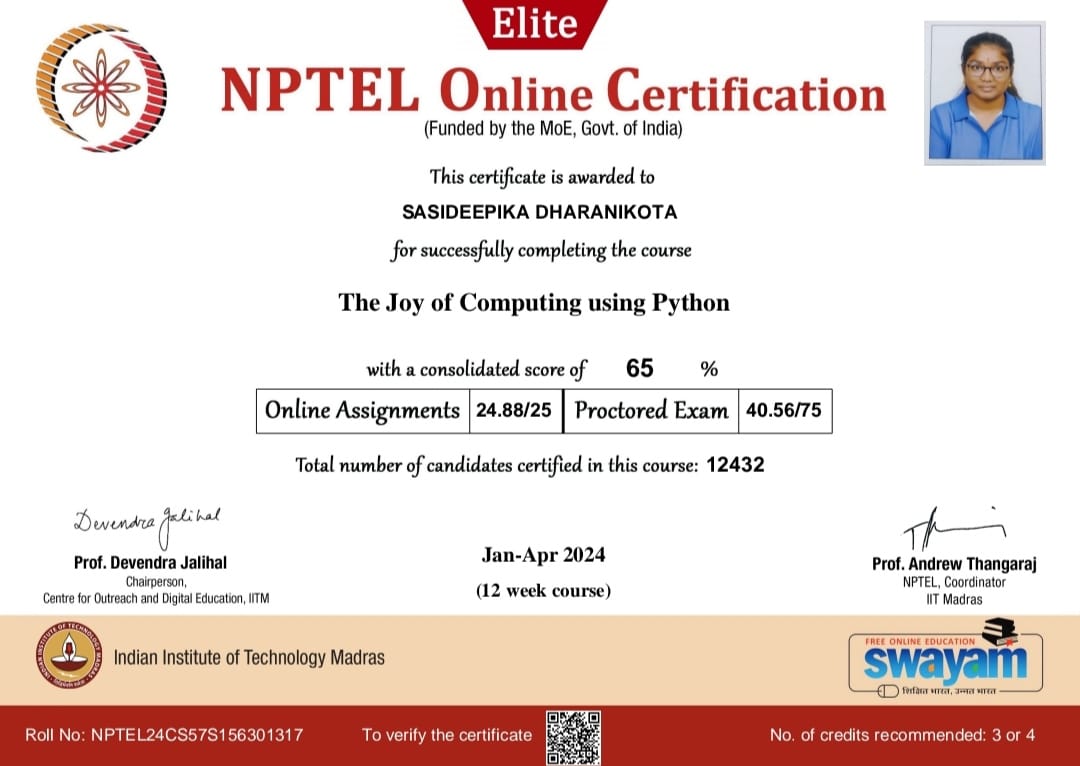 Elite
NPTEL Online Certification
(Funded by the MoE, Govt. of India)
This certificate is awarded to
SASIDEEPIKA DHARANIKOTA
for successfully completing the course
The Joy of Computing using Python
with a consolidated score of 65 %
Online Assignments 24.88/25 Proctored Exam 40.56/75
Total number of candidates certified in this course: 12432
Devendra Jalihal
Prof. Devendra Jalihal
Chairperson,
Centre for Outreach and Digital Education, IITM
Jan-Apr 2024
(12 week course)
Prof. Andrew Thangaraj
NPTEL, Coordinator
IIT Madras
INDIAN INSTITUTE OF TECHNOLOGY MADRAS
Indian Institute of Technology Madras
FREE ONLINE EDUCATION
swayam
शिक्षित भारत, उन्नत भारत
Roll No: NPTEL24CS57S156301317
To verify the certificate
No. of credits recommended: 3 or 4